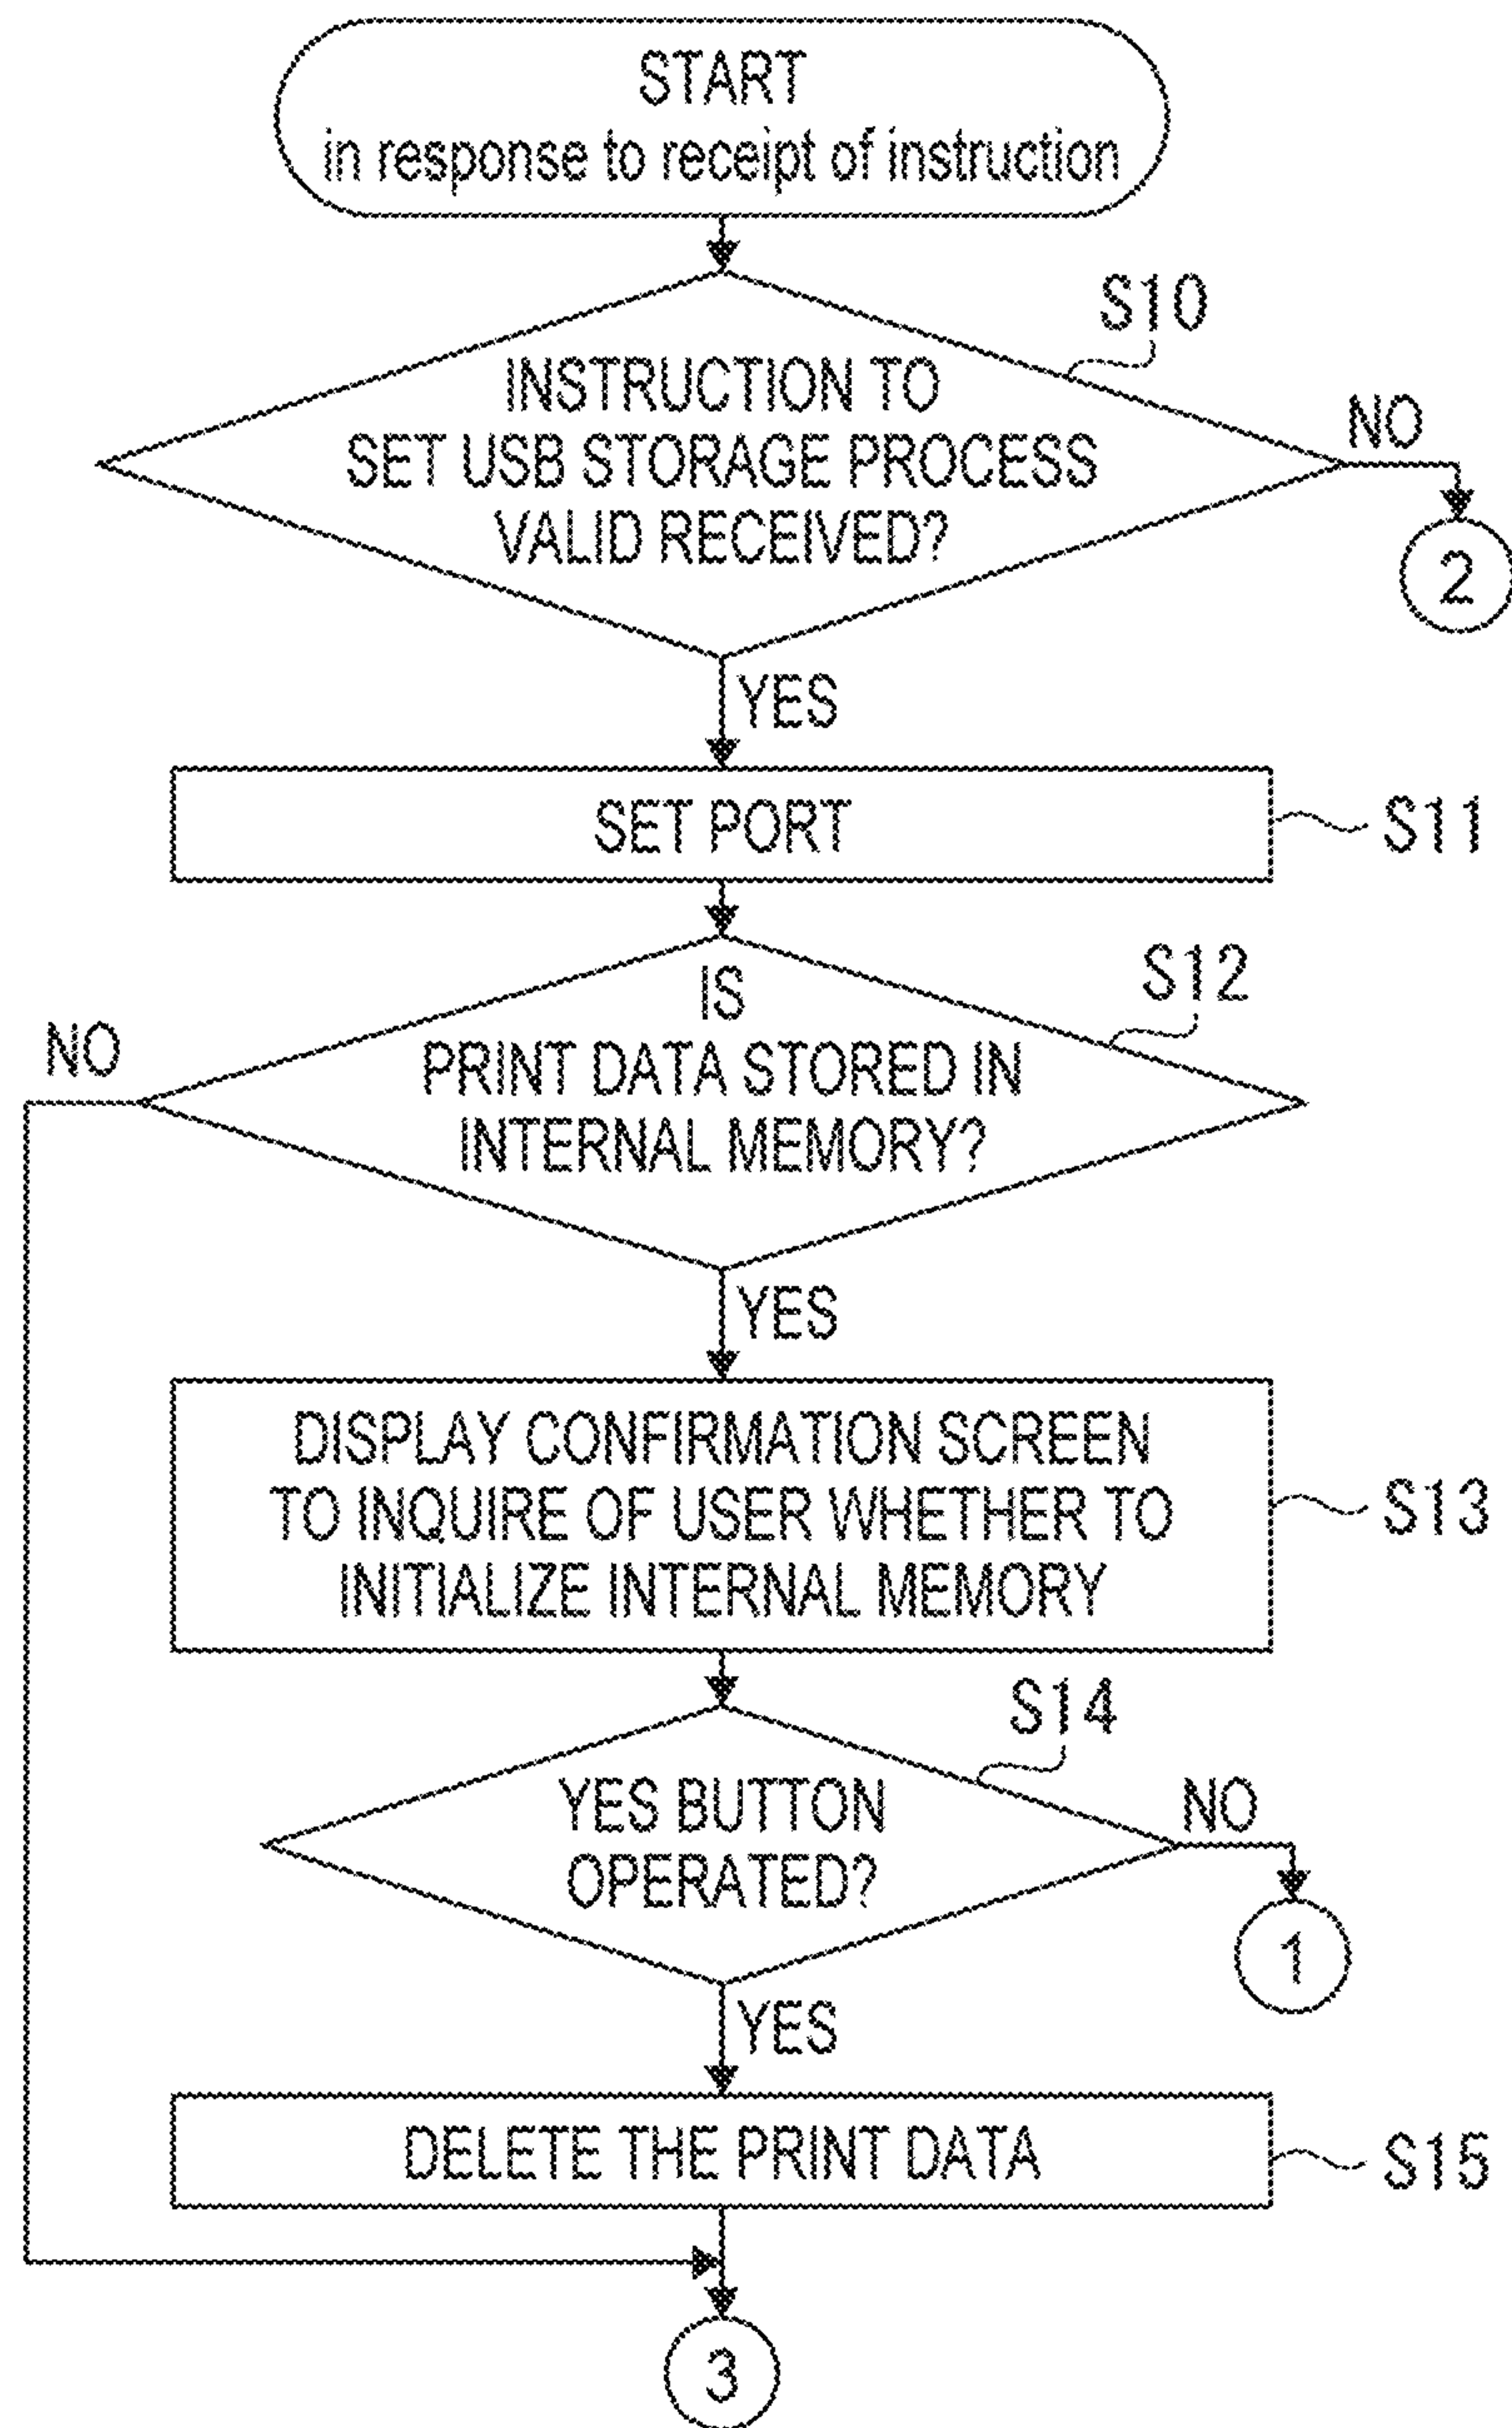 START
in response to receipt of instruction
S10
INSTRUCTION TO
SET USB STORAGE PROCESS
VALID RECEIVED?
NO
2
YES
SET PORT
S11
S12
IS
PRINT DATA STORED IN
INTERNAL MEMORY?
NO
YES
DISPLAY CONFIRMATION SCREEN
TO INQUIRE OF USER WHETHER TO
INITIALIZE INTERNAL MEMORY
S13
S14
YES BUTTON
OPERATED?
NO
1
YES
DELETE THE PRINT DATA
S15
3